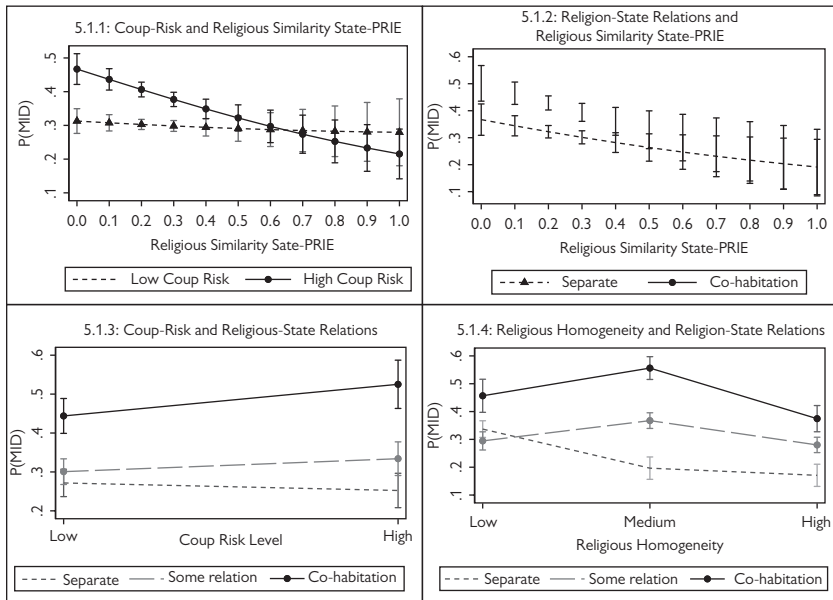 5.1.1: Coup-Risk and Religious Similarity State-PRIE
P(MID)
.5
.4
.3
.2
.1
0.0 0.1 0.2 0.3 0.4 0.5 0.6 0.7 0.8 0.9 1.0
Religious Similarity Sate-PRIE
Low Coup Risk High Coup Risk
5.1.2: Religion-State Relations and
Religious Similarity State-PRIE
P(MID)
.6
.5
.4
.3
.2
.1
0.0 0.1 0.2 0.3 0.4 0.5 0.6 0.7 0.8 0.9 1.0
Religious Similarity State-PRIE
Separate Co-habitation
5.1.3: Coup-Risk and Religious-State Relations
P(MID)
.6
.5
.4
.3
.2
Low High
Coup Risk Level
Separate Some relation Co-habitation
5.1.4: Religious Homogeneity and Religion-State Relations
P(MID)
.6
.5
.4
.3
.2
.1
Low Medium High
Religious Homogeneity
Separate Some relation Co-habitation